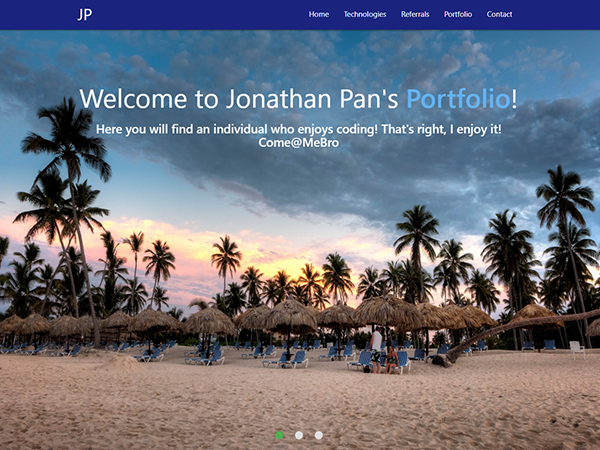 JP
Home Technologies Referrals Portfolio Contact
Welcome to Jonathan Pan's Portfolio!
Here you will find an individual who enjoys coding! That's right, I enjoy it!
Come@MeBro